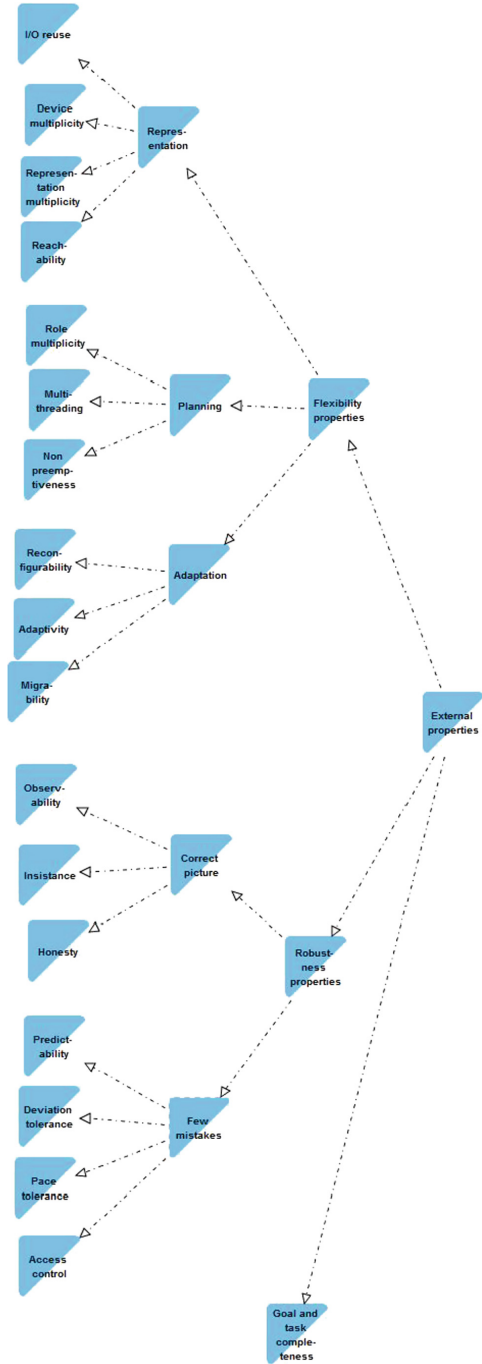 I/O reuse
Device
multiplicity
Represen-
tation
multiplicity
Reach-
ability
Repres-
entation
Role
multiplicity
Multi-
threading
Non
preemp-
tiveness
Planning
Flexibility
properties
Recon-
figurability
Adaptivity
Migra-
bility
Adaptation
External
properties
Observ-
ability
Insistance
Honesty
Correct
picture
Robust-
ness
properties
Predict-
ability
Deviation
tolerance
Pace
tolerance
Access
control
Few
mistakes
Goal and
task
comple-
teness